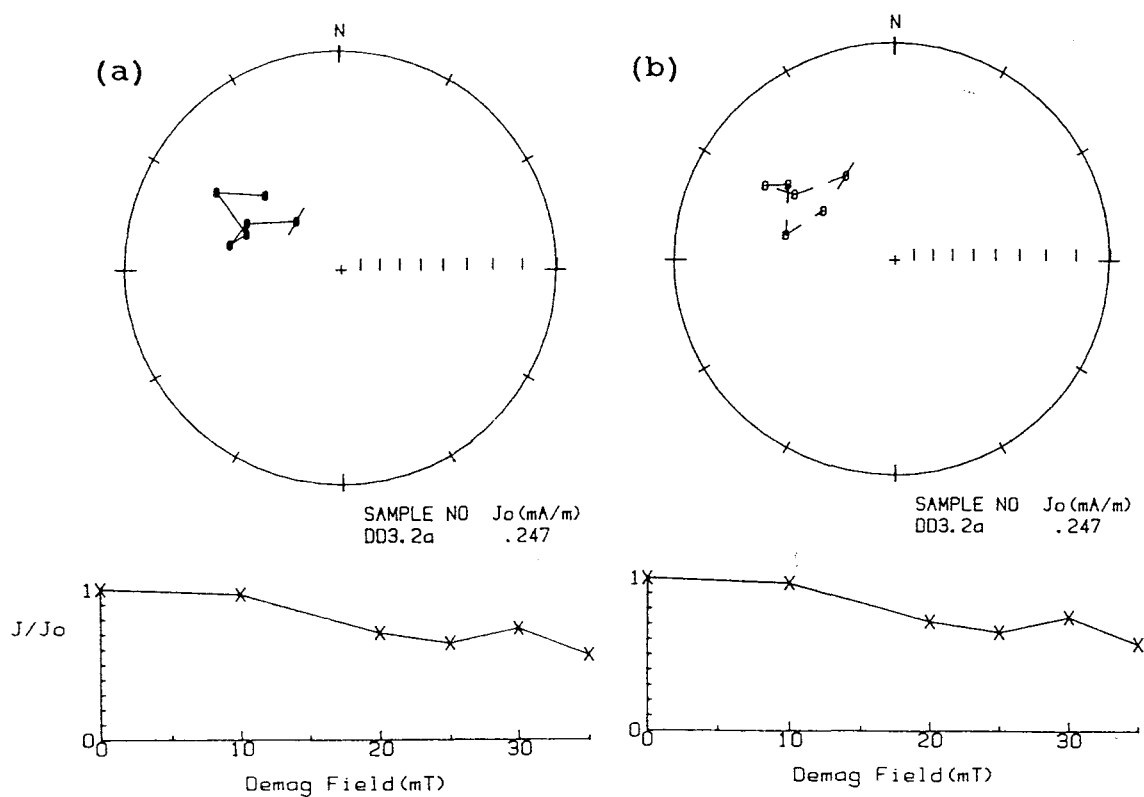 (a)
N
SAMPLE NO Jo(mA/m)
DD3.2a .247
1
J/Jo
0
0 10 20 30
Demag Field(mT)
(b)
N
SAMPLE NO Jo(mA/m)
DD3.2a .247
1
0
0 10 20 30
Demag Field(mT)